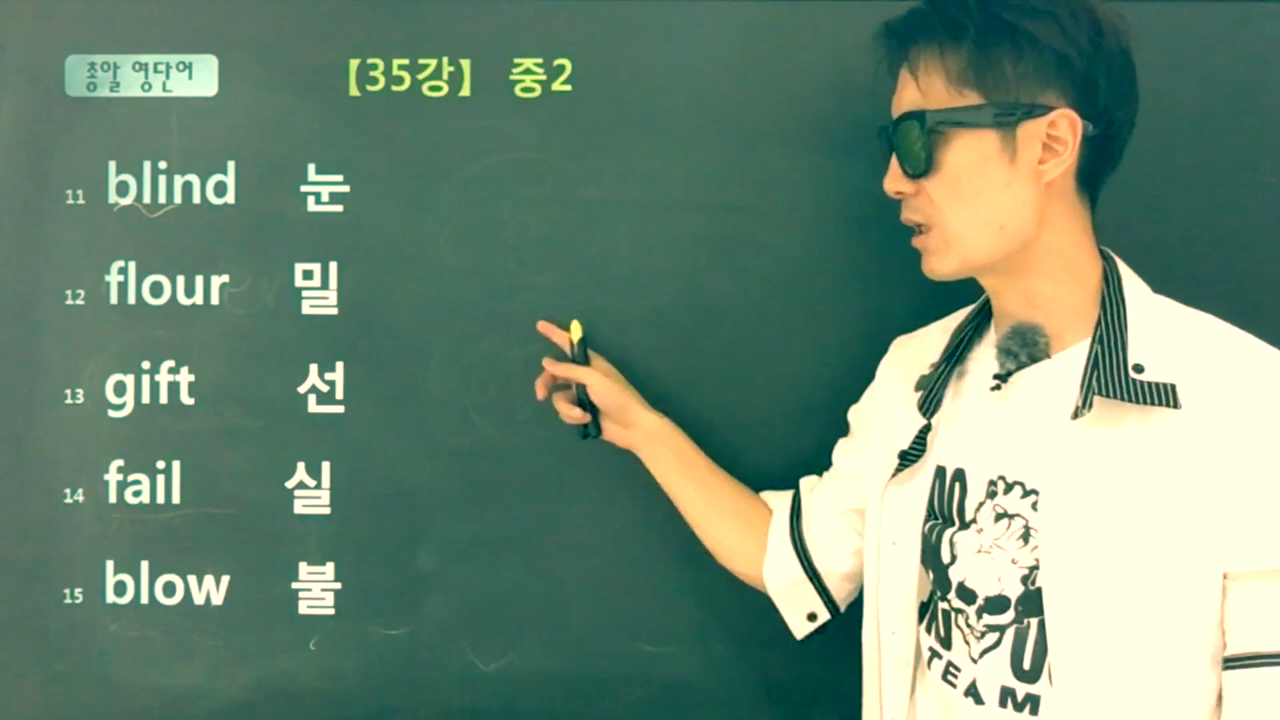 총알 영단어
【35강】 중2
11 blind 눈
12 flour 밀
13 gift 선
14 fail 실
15 blow 불
TEAM